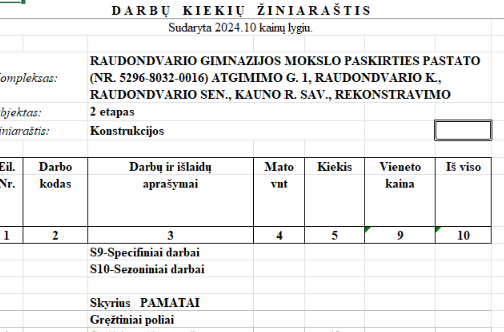 DARBŲ KIEKIŲ ŽINIARAŠTIS
Sudaryta 2024.10 kainų lygiu.
RAUDONDVARIO GIMNAZIJOS MOKSLO PASKIRTIES PASTATO
ompleksas: (NR. 5296-8032-0016) ATGIMIMO G. 1, RAUDONDVARIO K.,
RAUDONDVARIO SEN., KAUNO R. SAV., REKONSTRAVIMO
bjektas: 2 etapas
iniaraštis: Konstrukcijos
Eil. Darbo Darbų ir išlaidų Mato Kiekis Vieneto Iš viso
Nr. kodas aprašymai vnt kaina
1 2 3 4 5 9 10
S9-Specifiniai darbai
S10-Sezoniniai darbai
Skyrius PAMATAI
Gręžtiniai poliai